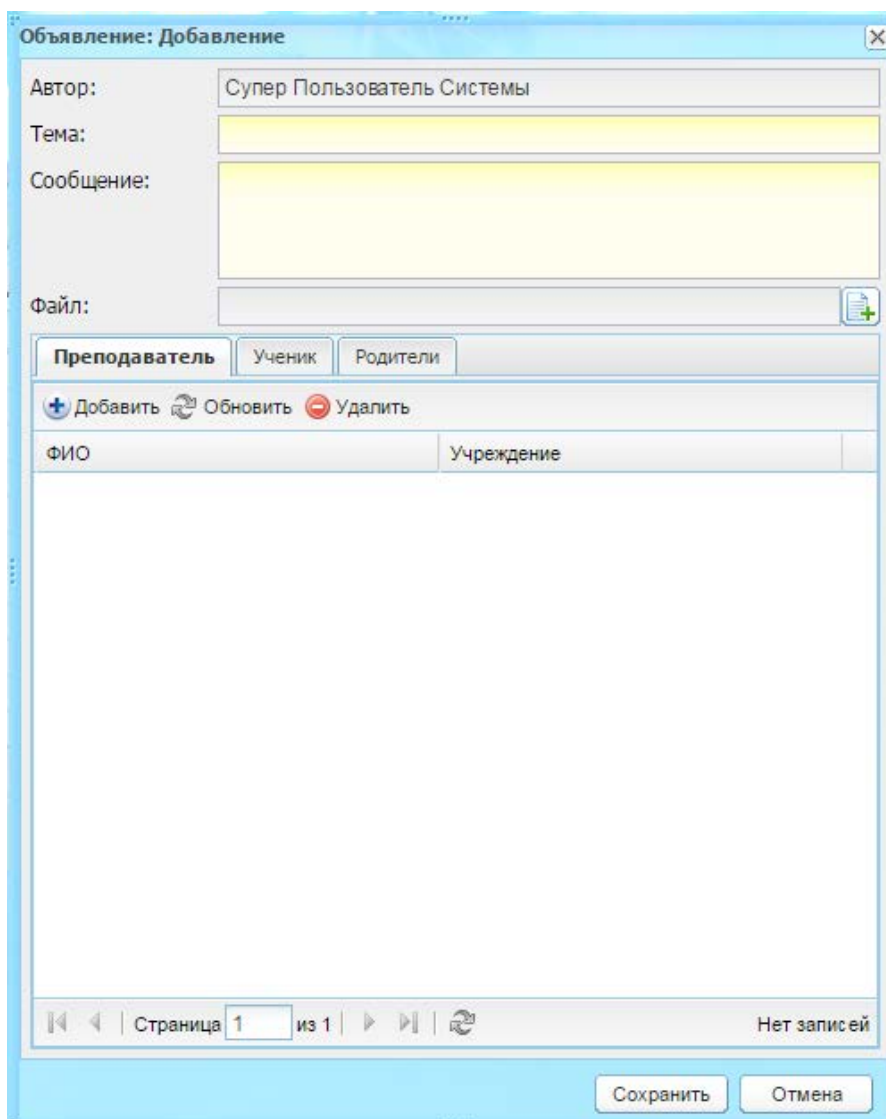 Объявление: Добавление
Автор: Супер Пользователь Системы
Тема:
Сообщение:
Файл:
Преподаватель Ученик Родители
Добавить Обновить Удалить
ФИО Учреждение
Страница 1 из 1 Нет записей
Сохранить Отмена